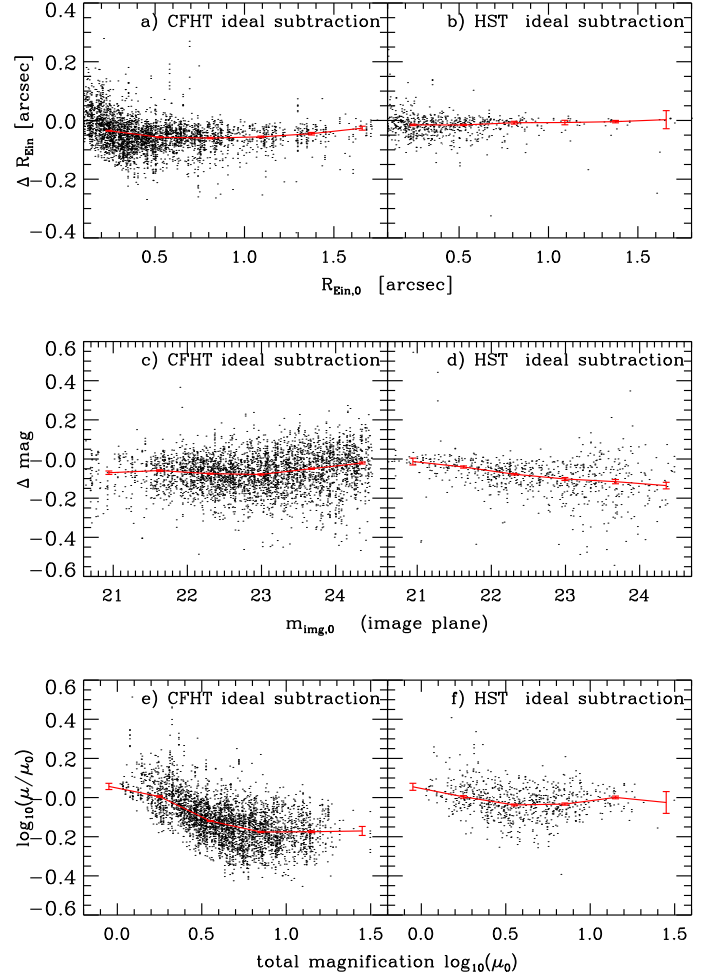 a) CFHT ideal subtraction
b) HST ideal subtraction
0.4
0.2
0.0
−0.2
−0.4
Δ R_Ein [arcsec]
0.5 1.0 1.5 0.5 1.0 1.5
R_Ein,0 [arcsec]
c) CFHT ideal subtraction
d) HST ideal subtraction
0.6
0.4
0.2
−0.0
−0.2
−0.4
−0.6
Δ mag
21 22 23 24 21 22 23 24
m_img,0 (image plane)
e) CFHT ideal subtraction
f) HST ideal subtraction
0.6
0.4
0.2
−0.0
−0.2
−0.4
−0.6
log₁₀(μ/μ₀)
0.0 0.5 1.0 1.5 0.0 0.5 1.0 1.5
total magnification log₁₀(μ₀)